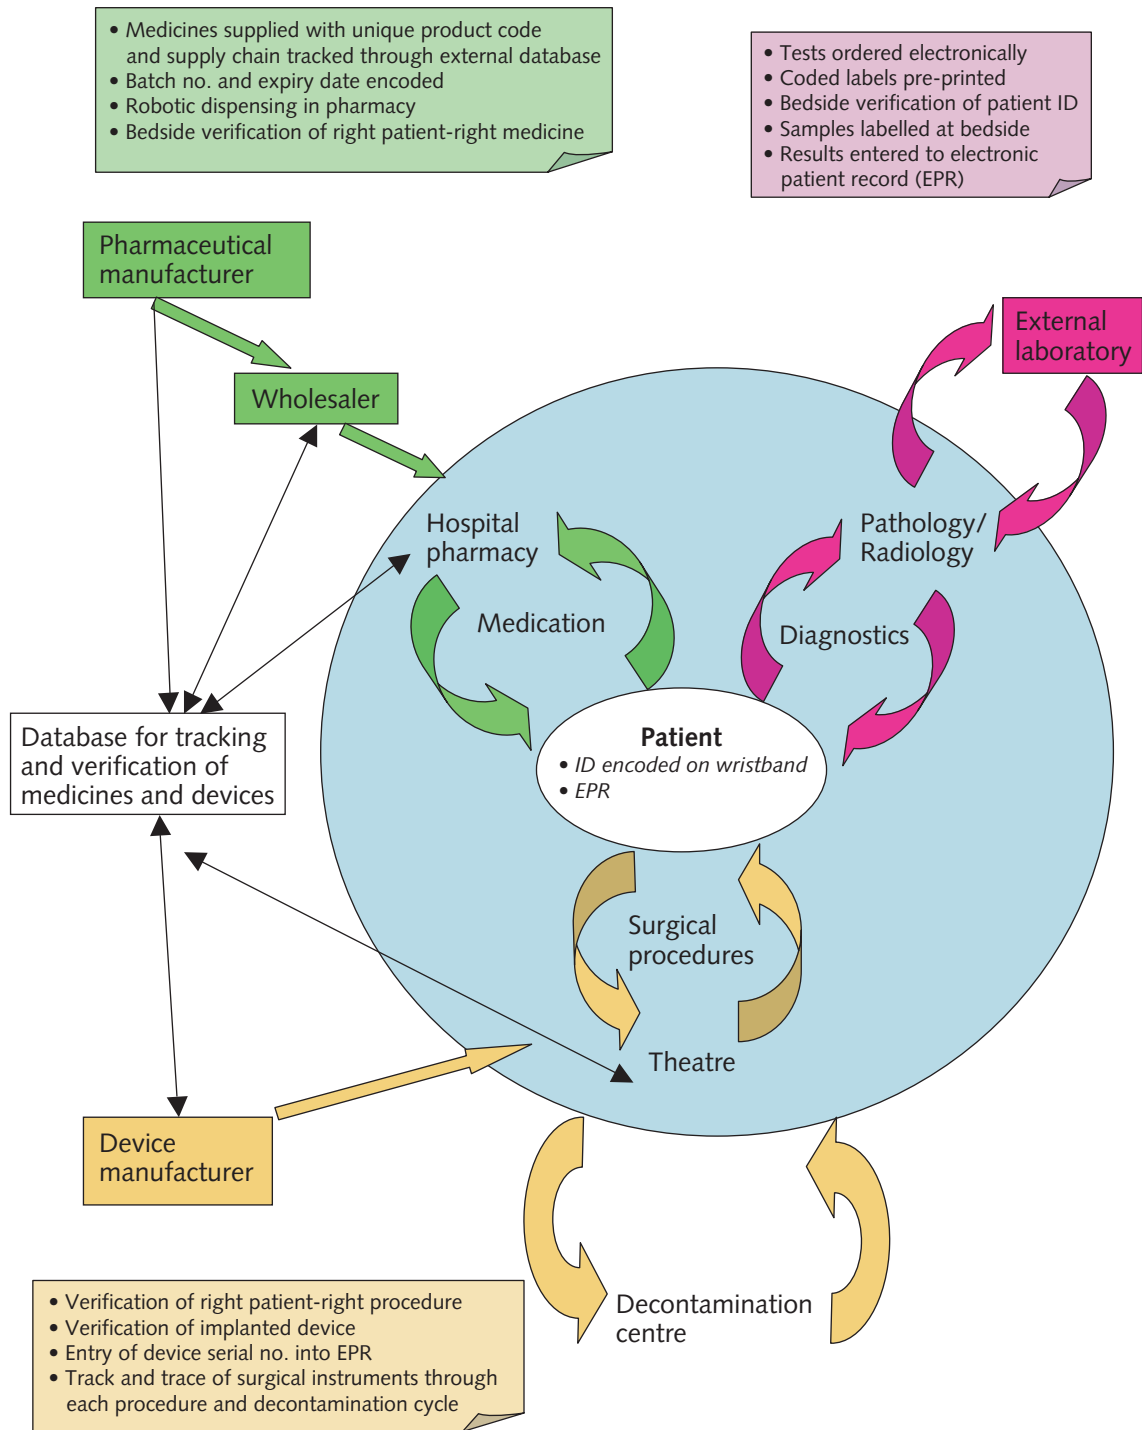 • Medicines supplied with unique product code
and supply chain tracked through external database
• Batch no. and expiry date encoded
• Robotic dispensing in pharmacy
• Bedside verification of right patient-right medicine
• Tests ordered electronically
• Coded labels pre-printed
• Bedside verification of patient ID
• Samples labelled at bedside
• Results entered to electronic
patient record (EPR)
Pharmaceutical
manufacturer
External
laboratory
Wholesaler
Hospital
pharmacy
Pathology/
Radiology
Medication
Diagnostics
Database for tracking
and verification of
medicines and devices
Patient
• ID encoded on wristband
• EPR
Surgical
procedures
Theatre
Device
manufacturer
Decontamination
centre
• Verification of right patient-right procedure
• Verification of implanted device
• Entry of device serial no. into EPR
• Track and trace of surgical instruments through
each procedure and decontamination cycle